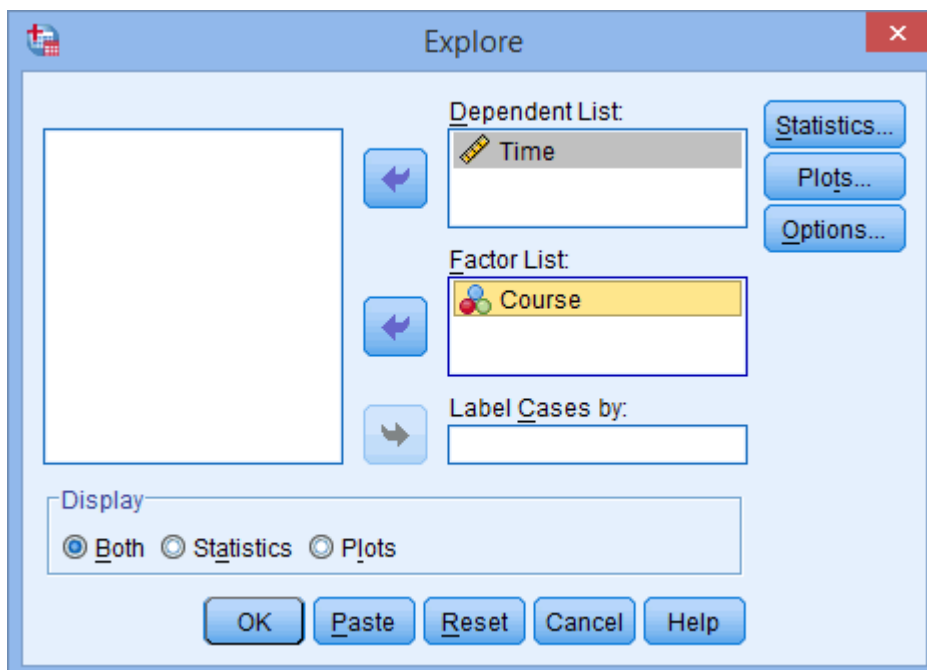 Explore
Dependent List:
Time
Statistics...
Plots...
Options...
Factor List:
Course
Label Cases by:
Display
Both Statistics Plots
OK Paste Reset Cancel Help